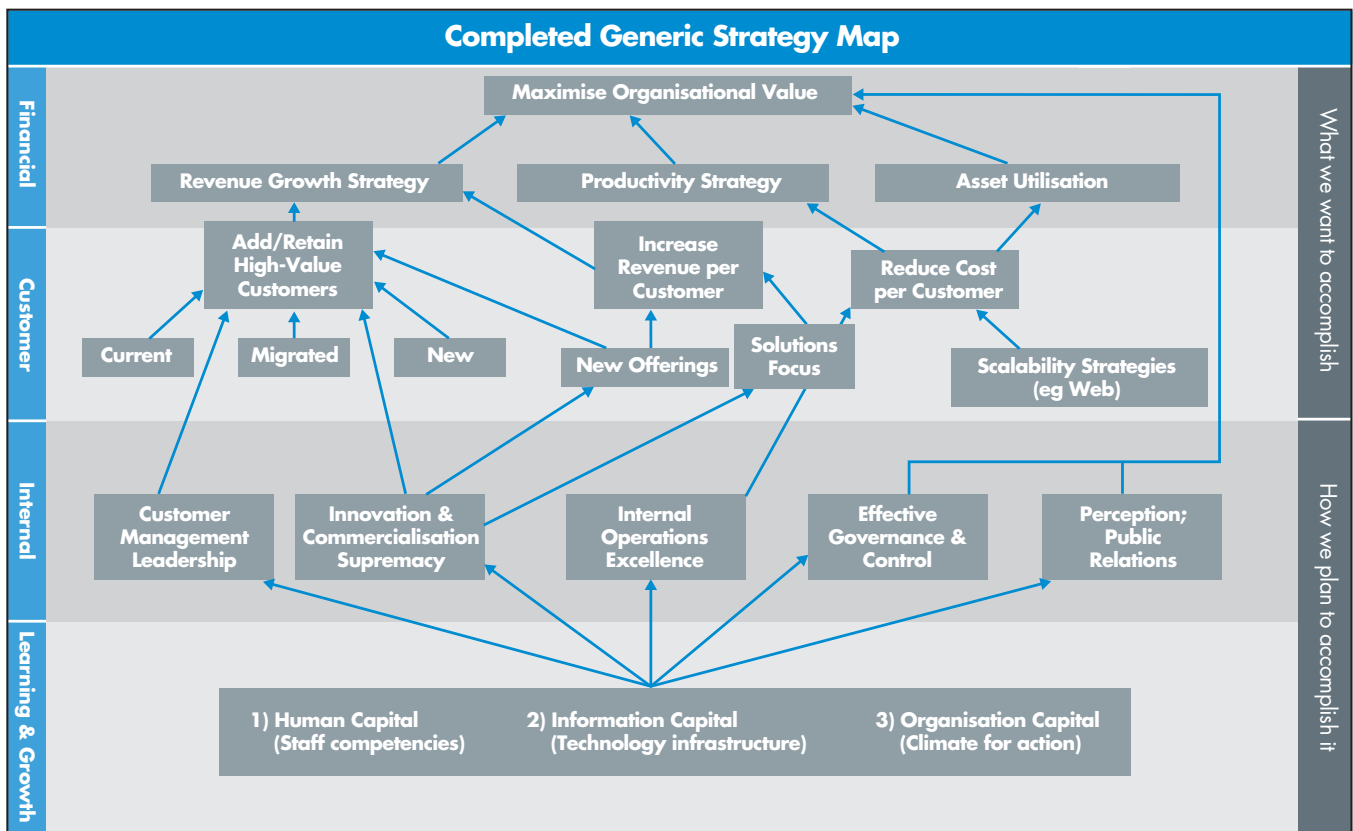 Completed Generic Strategy Map
Financial
Maximise Organisational Value
Revenue Growth Strategy
Productivity Strategy
Asset Utilisation
What we want to accomplish
Customer
Add/Retain
High-Value
Customers
Increase
Revenue per
Customer
Reduce Cost
per Customer
Current
Migrated
New
New Offerings
Solutions
Focus
Scalability Strategies
(eg Web)
Internal
Customer
Management
Leadership
Innovation &
Commercialisation
Supremacy
Internal
Operations
Excellence
Effective
Governance &
Control
Perception;
Public
Relations
How we plan to accomplish it
Learning & Growth
1) Human Capital
(Staff competencies)
2) Information Capital
(Technology infrastructure)
3) Organisation Capital
(Climate for action)